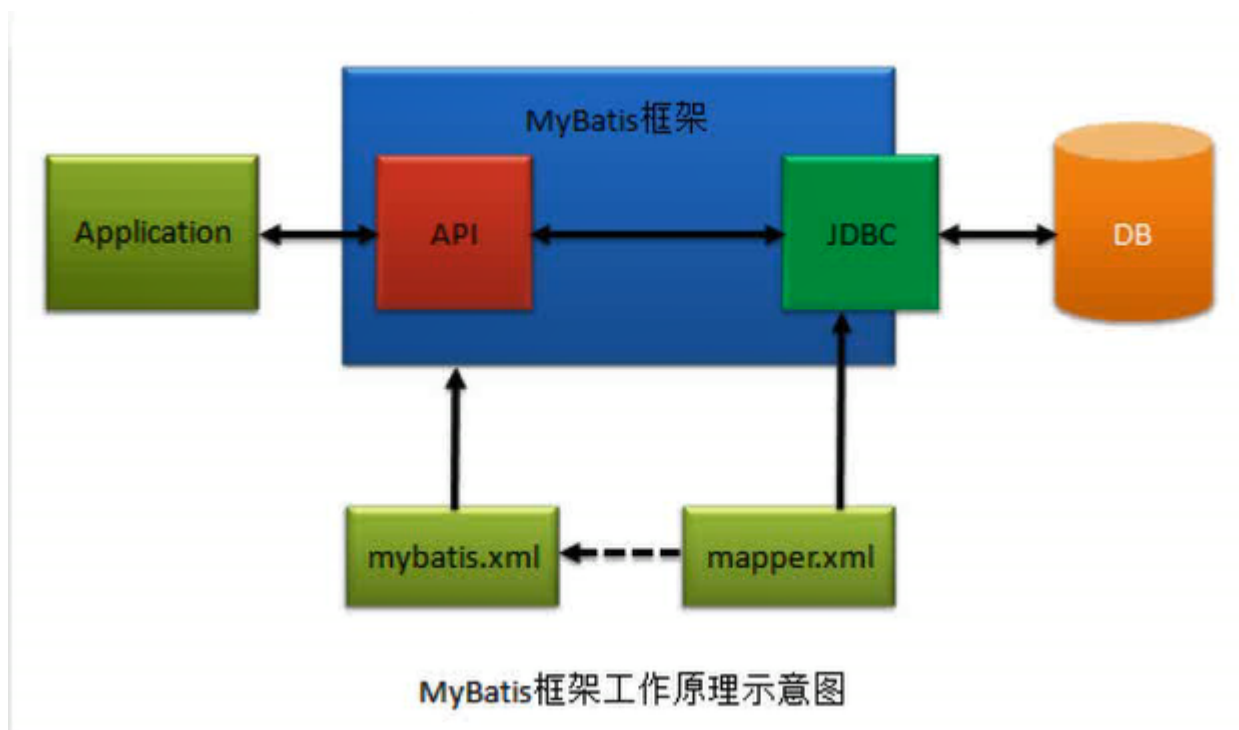 MyBatis框架
Application
API
JDBC
DB
mybatis.xml
mapper.xml
MyBatis框架工作原理示意图